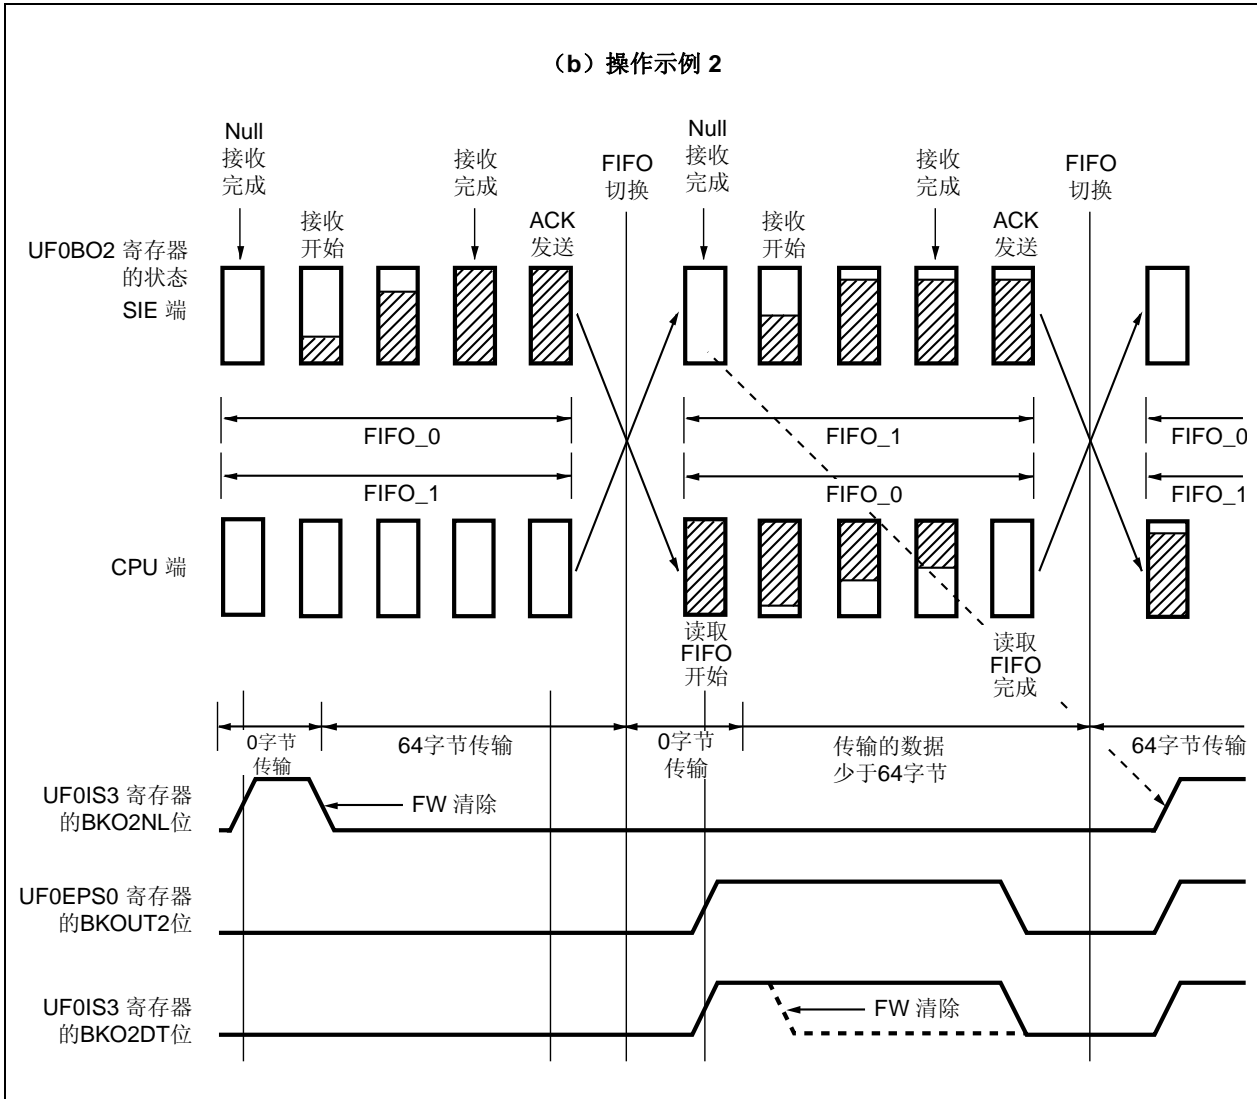 （b）操作示例 2
Null
接收
完成
接收
开始
接收
完成
ACK
发送
FIFO
切换
Null
接收
完成
接收
开始
接收
完成
ACK
发送
FIFO
切换
UF0BO2 寄存器
的状态
SIE 端
FIFO_0
FIFO_1
FIFO_0
FIFO_1
FIFO_0
FIFO_1
CPU 端
读取
FIFO
开始
读取
FIFO
完成
0字节
传输
64字节传输
0字节
传输
传输的数据
少于64字节
64字节传输
UF0IS3 寄存器
的BKO2NL位
FW 清除
UF0EPS0 寄存器
的BKOUT2位
UF0IS3 寄存器
的BKO2DT位
FW 清除